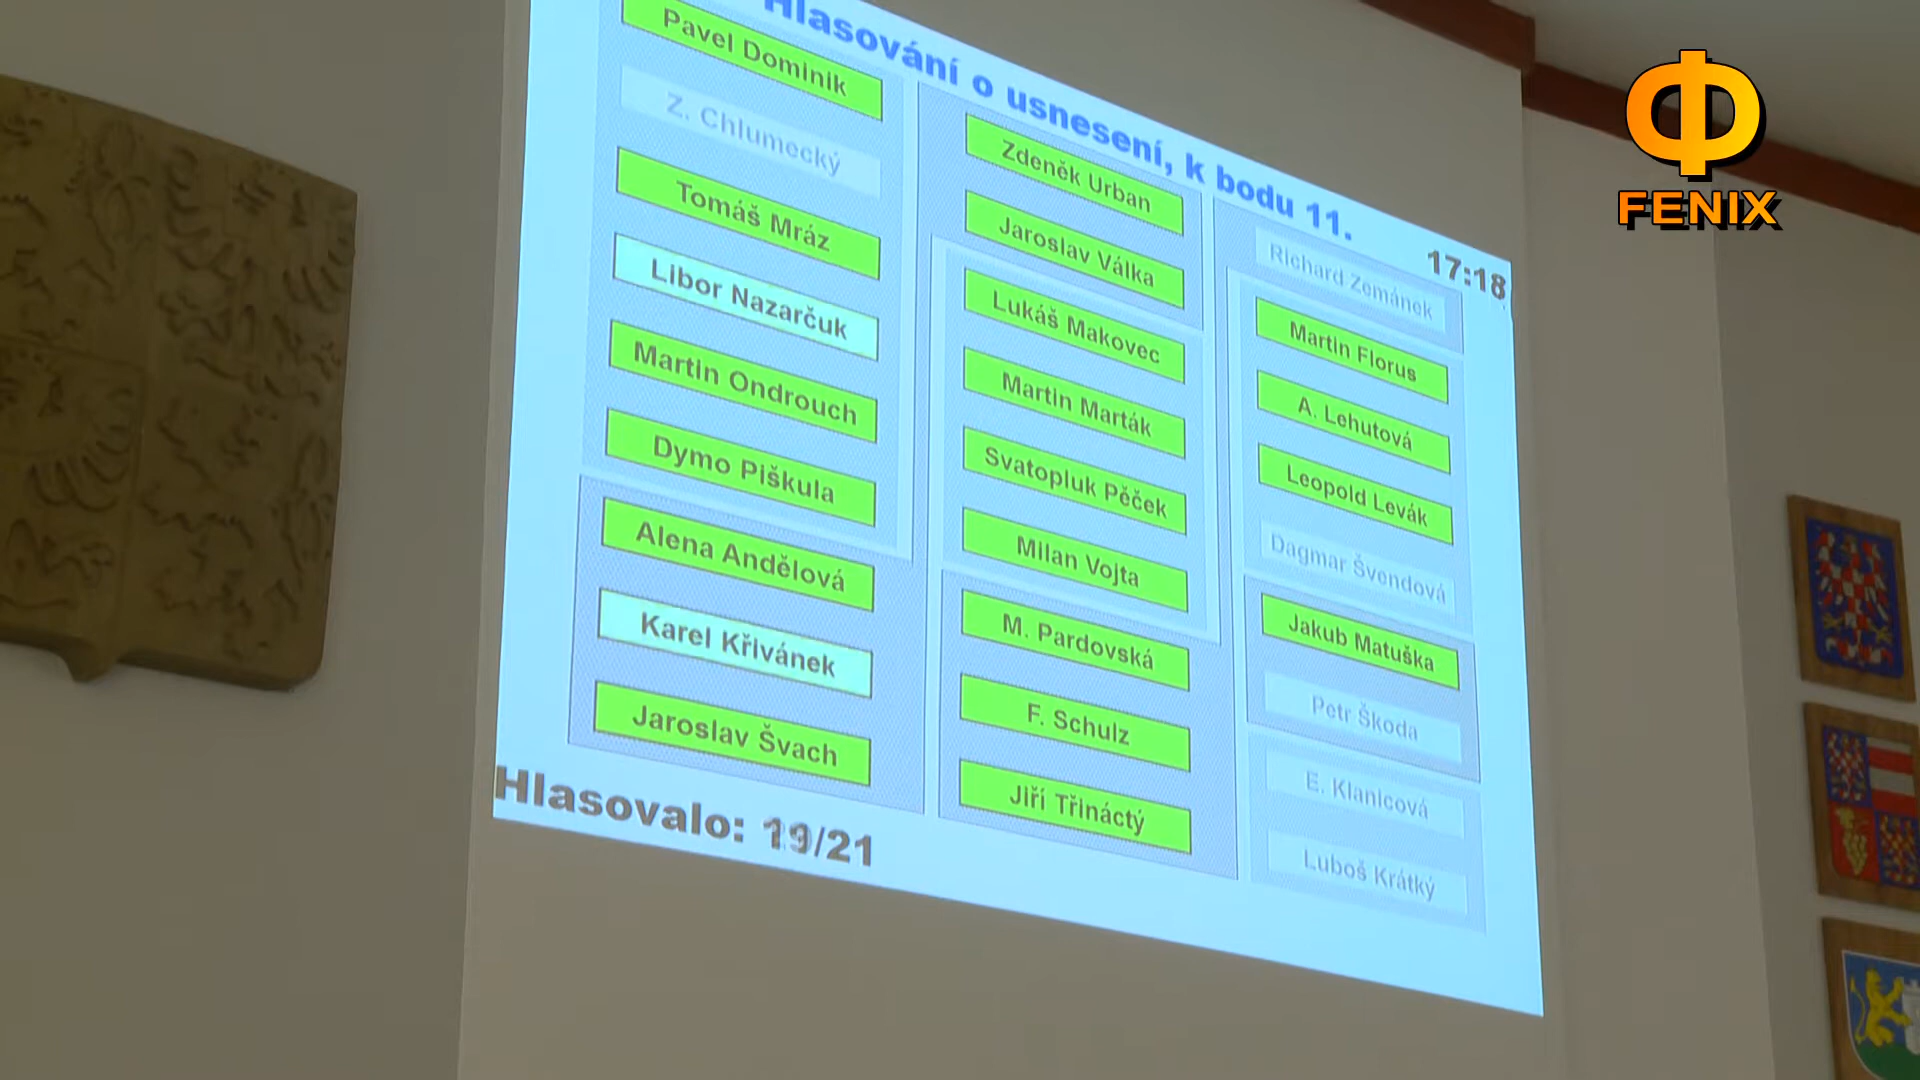 Hlasování o usnesení, k bodu 11.
17:18
Pavel Dominik
Z. Chlumecký
Tomáš Mráz
Libor Nazarčuk
Martin Ondrouch
Dymo Piškula
Alena Andělová
Karel Křivánek
Jaroslav Švach
Zdeněk Urban
Jaroslav Válka
Lukáš Makovec
Martin Marták
Svatopluk Pěček
Milan Vojta
M. Pardovská
F. Schulz
Jiří Třináctý
Richard Zemánek
Martin Florus
A. Lehutová
Leopold Levák
Dagmar Švendová
Jakub Matuška
Petr Škoda
E. Klanicová
Luboš Krátký
Hlasovalo: 19/21
FENIX